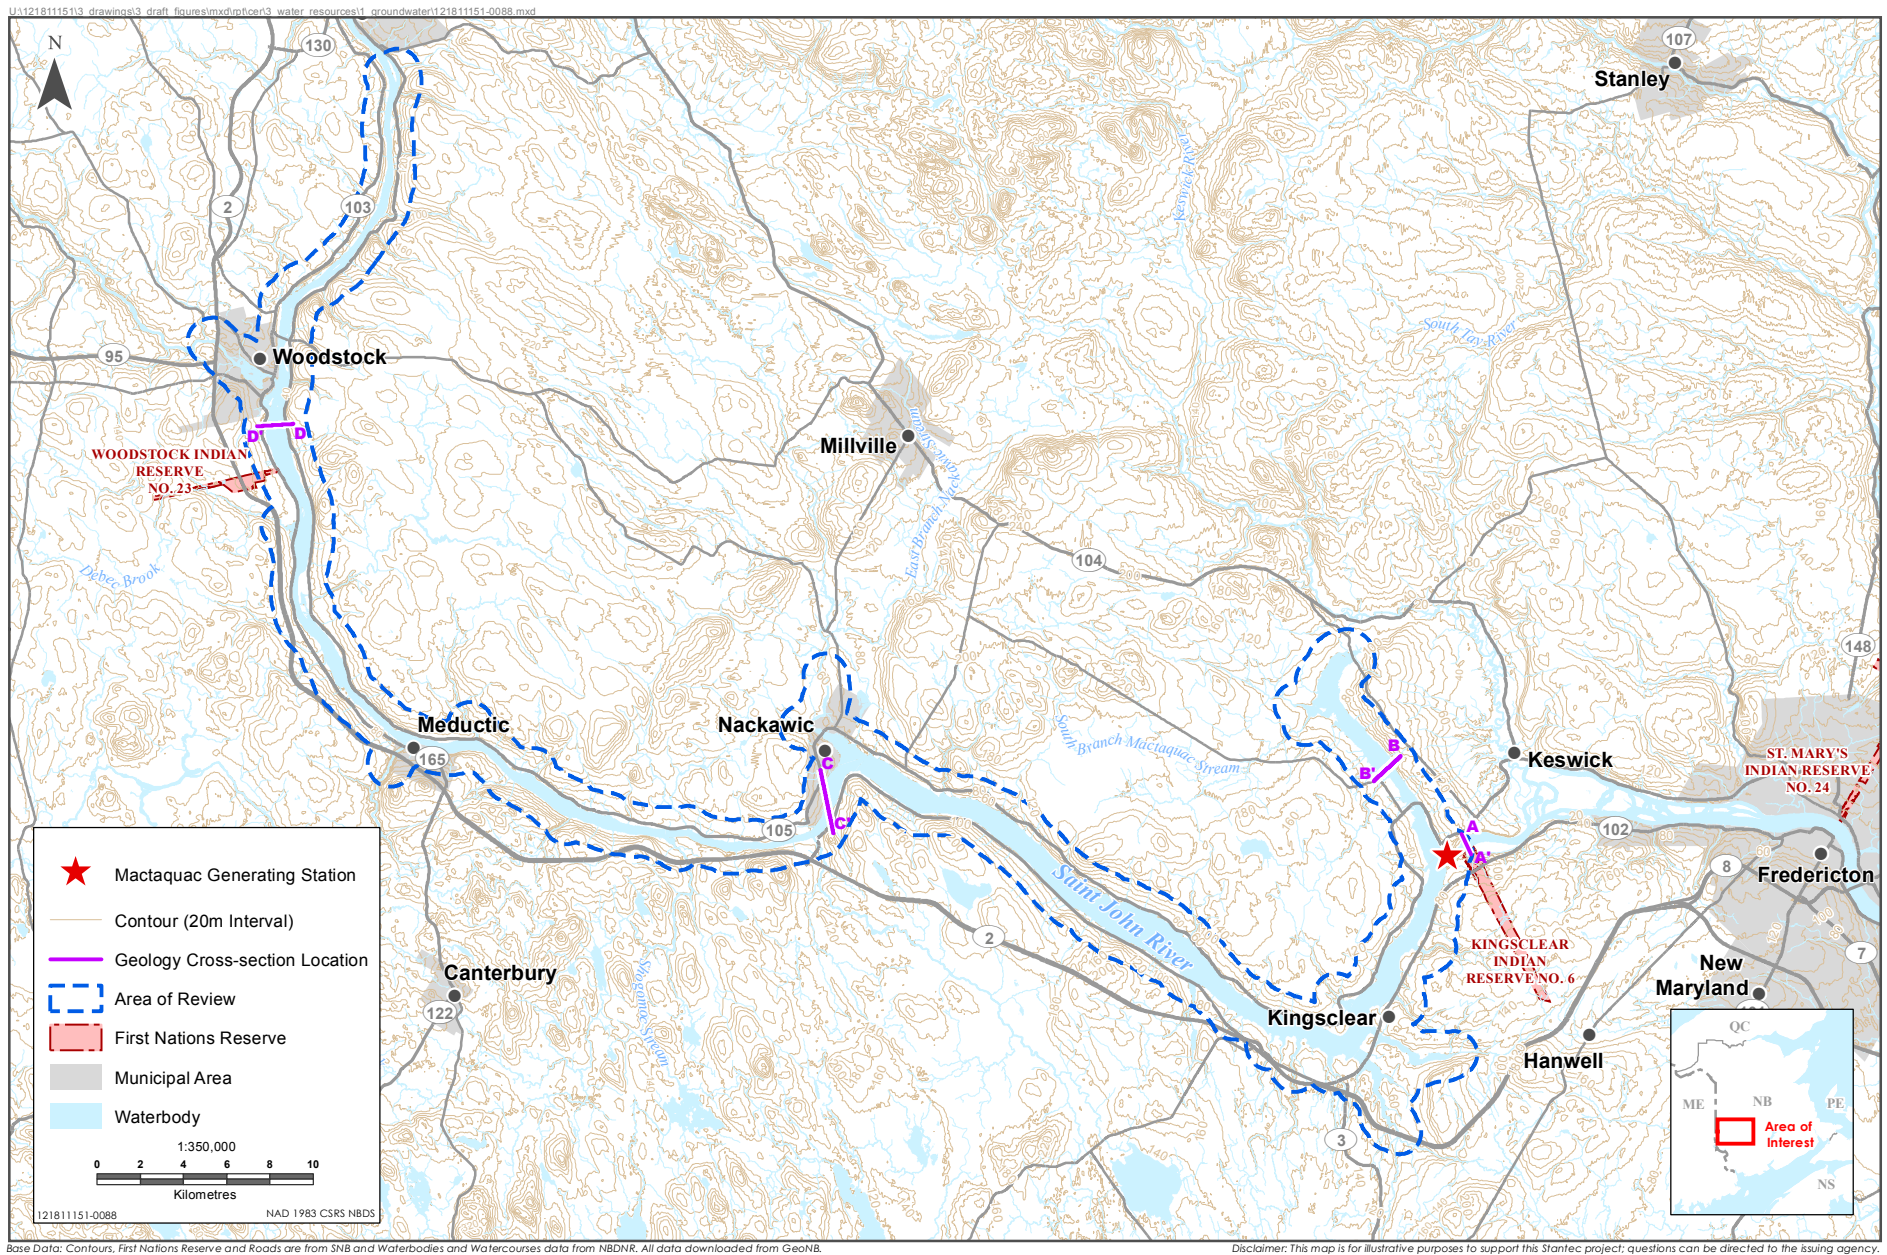 U:\121811151\3_drawings\3_draft_figures\mxd\rpt\cer\3_water_resources\1_groundwater\121811151-0088.mxd
N
130
107
Stanley
Keswick River
2
103
South Tay River
95
Woodstock
Millville
D'
D
WOODSTOCK INDIAN
RESERVE
NO. 23
East Branch Nackawic Stream
Debec Brook
104
148
Meductic
165
Nackawic
C
C'
105
South Branch Mactaquac Stream
B
B'
Keswick
ST. MARY'S
INDIAN RESERVE
NO. 24
A
A'
102
8
Fredericton
Saint John River
2
KINGSCLEAR
INDIAN
RESERVE NO. 6
7
New
Maryland
Canterbury
122
Shogomoc Stream
Kingsclear
Hanwell
3
Mactaquac Generating Station
Contour (20m Interval)
Geology Cross-section Location
Area of Review
First Nations Reserve
Municipal Area
Waterbody
1:350,000
0 2 4 6 8 10
Kilometres
121811151-0088
NAD 1983 CSRS NBDS
QC
ME
NB
PE
Area of
Interest
NS
Base Data: Contours, First Nations Reserve and Roads are from SNB and Waterbodies and Watercourses data from NBDNR. All data downloaded from GeoNB.
Disclaimer: This map is for illustrative purposes to support this Stantec project; questions can be directed to the issuing agency.